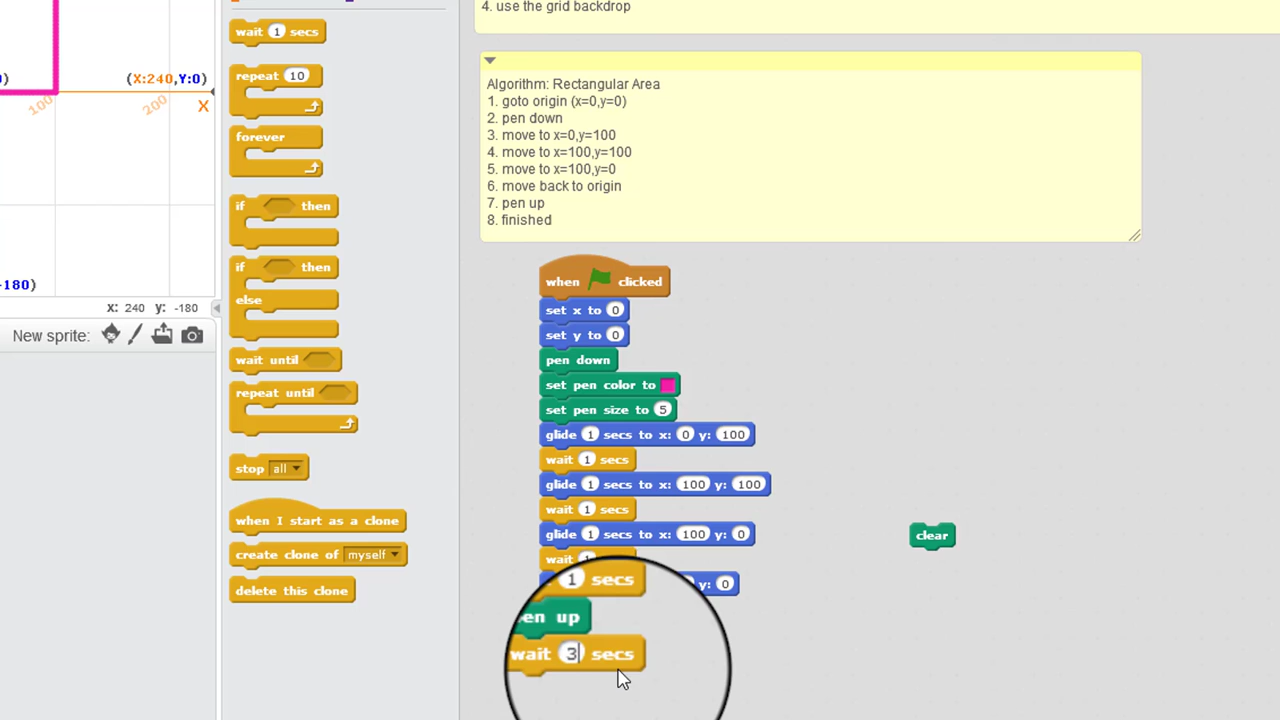 4. use the grid backdrop
wait 1 secs
repeat 10
forever
if then
if then
else
wait until
repeat until
stop all
when I start as a clone
create clone of myself
delete this clone
)
(X:240,Y:0)
100
200
X
-180)
x: 240 y: -180
New sprite:
Algorithm: Rectangular Area
1. goto origin (x=0,y=0)
2. pen down
3. move to x=0,y=100
4. move to x=100,y=100
5. move to x=100,y=0
6. move back to origin
7. pen up
8. finished
when clicked
set x to 0
set y to 0
pen down
set pen color to
set pen size to 5
glide 1 secs to x: 0 y: 100
wait 1 secs
glide 1 secs to x: 100 y: 100
wait 1 secs
glide 1 secs to x: 100 y: 0
wait
y: 0
1 secs
en up
wait 3 secs
clear